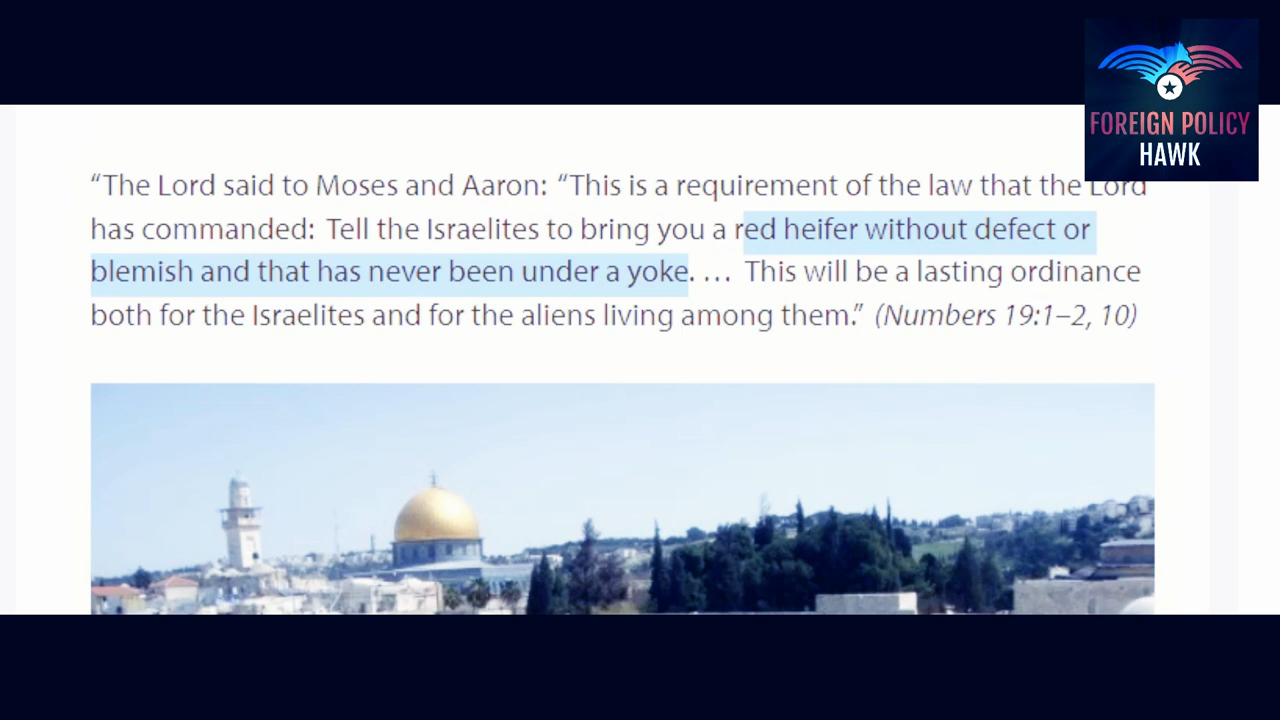 FOREIGN POLICY
HAWK
“The Lord said to Moses and Aaron: “This is a requirement of the law that the Lord
has commanded: Tell the Israelites to bring you a red heifer without defect or
blemish and that has never been under a yoke. … This will be a lasting ordinance
both for the Israelites and for the aliens living among them.” (Numbers 19:1–2, 10)